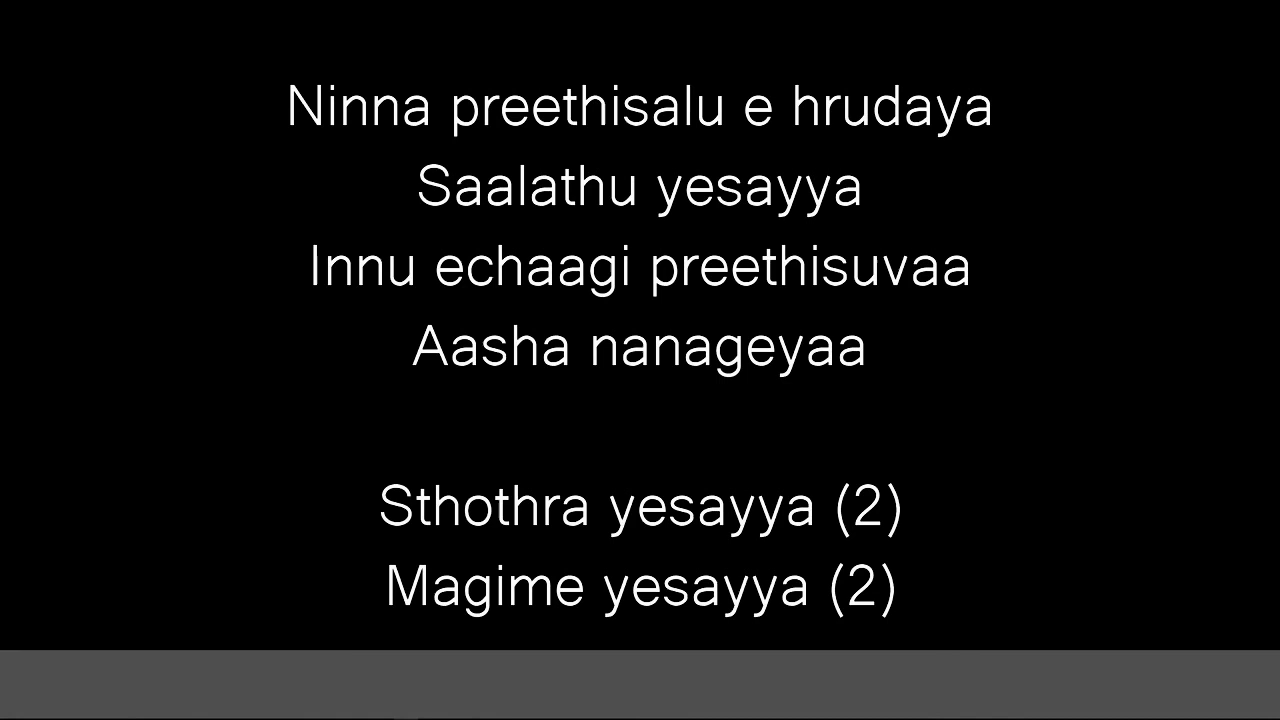 Ninna preethisalu e hrudaya
Saalathu yesayya
Innu echaagi preethisuvaa
Aasha nanageyaa
Sthothra yesayya (2)
Magime yesayya (2)